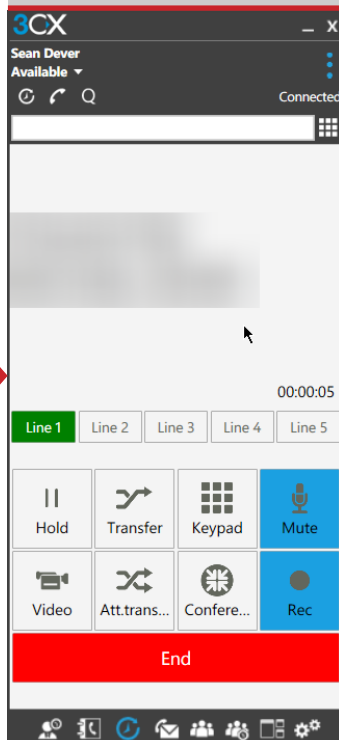 3CX
_ X
Sean Dever
Available
Connected
00:00:05
Line 1 Line 2 Line 3 Line 4 Line 5
Hold Transfer Keypad Mute
Video Att.trans... Confere... Rec
End